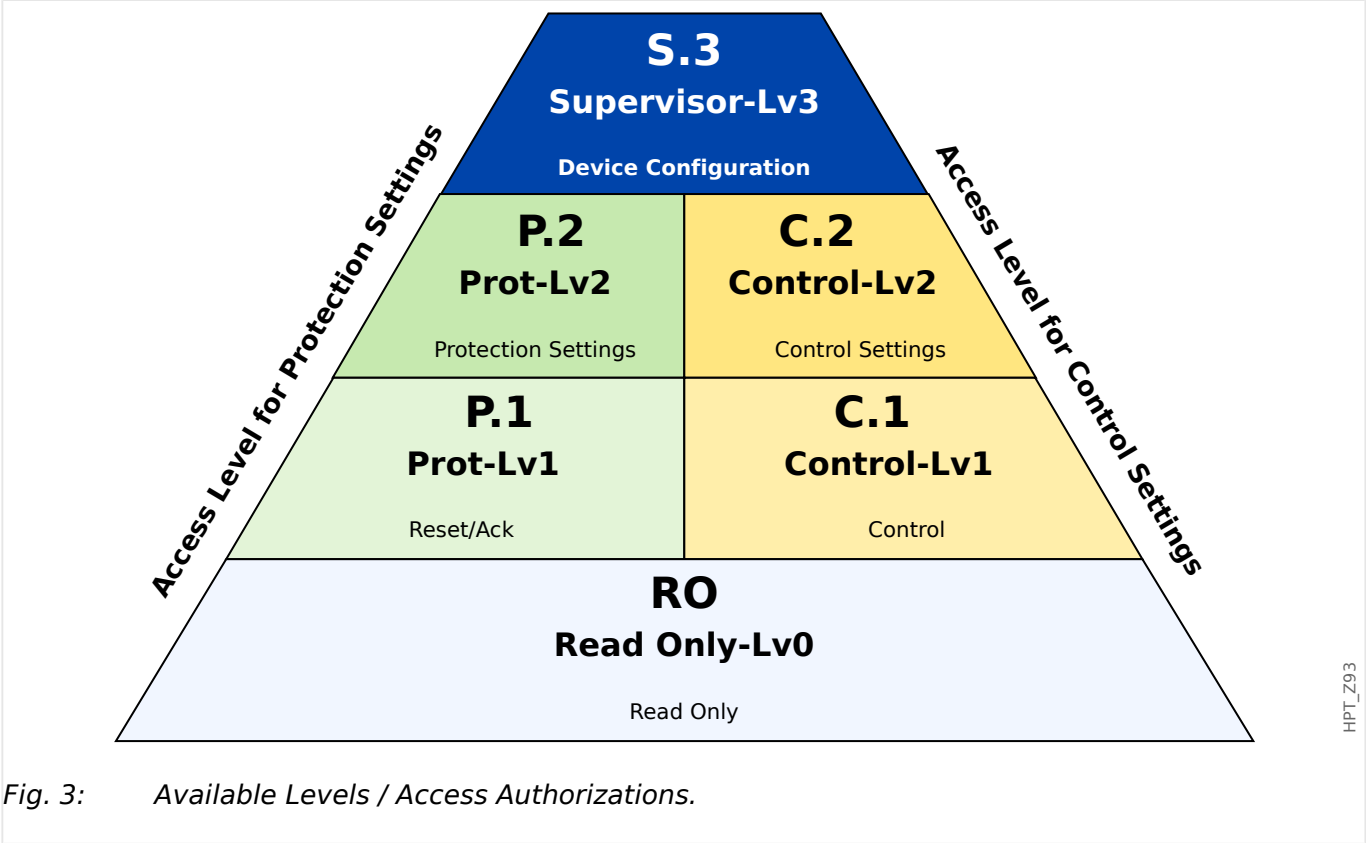 S.3
Supervisor-Lv3
Device Configuration
Access Level for Protection Settings
Access Level for Control Settings
P.2
Prot-Lv2
Protection Settings
C.2
Control-Lv2
Control Settings
P.1
Prot-Lv1
Reset/Ack
C.1
Control-Lv1
Control
RO
Read Only-Lv0
Read Only
HPT_Z93
Fig. 3: Available Levels / Access Authorizations.